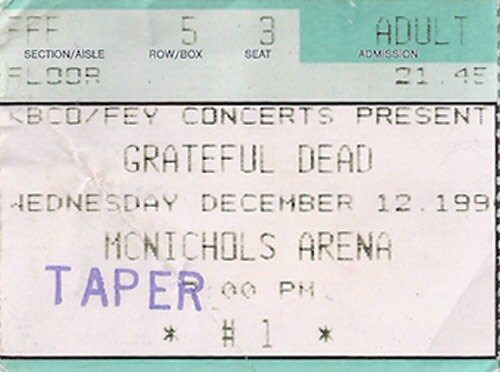 FFF 5 3 ADULT
SECTION/AISLE ROW/BOX SEAT ADMISSION
FLOOR 21.45
KBCO/FEY CONCERTS PRESENT
GRATEFUL DEAD
WEDNESDAY DECEMBER 12.199
MCNICHOLS ARENA
TAPER :00 PM
* #1 *